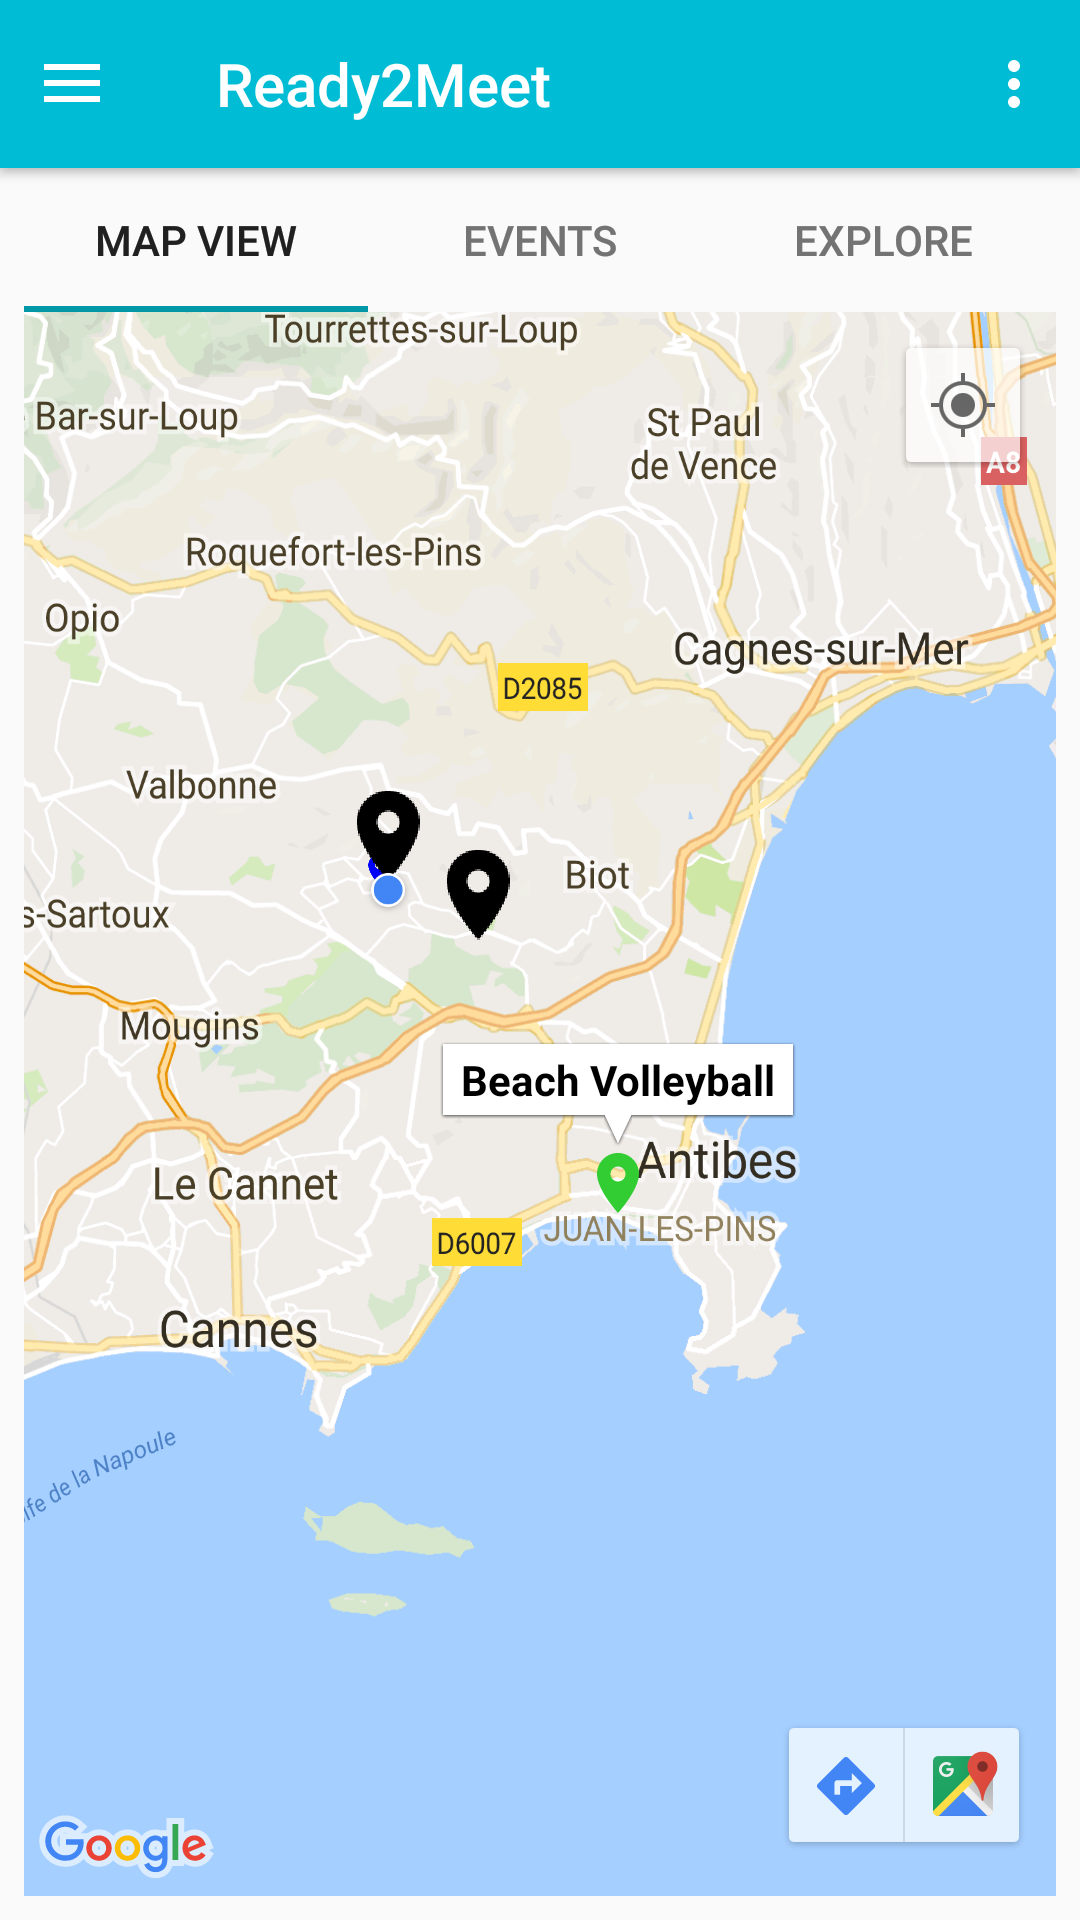 Ready2Meet
MAP VIEW
EVENTS
EXPLORE
Tourrettes-sur-Loup
Bar-sur-Loup
St Paul
de Vence
A8
Roquefort-les-Pins
Opio
Cagnes-sur-Mer
D2085
Valbonne
Biot
s-Sartoux
Mougins
Beach Volleyball
Antibes
Le Cannet
JUAN-LES-PINS
D6007
Cannes
lfe de la Napoule
G
Google